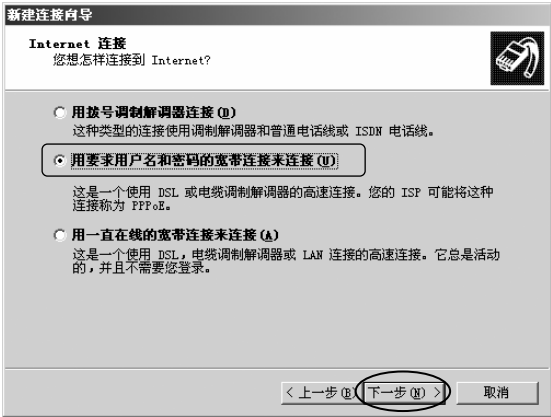 新建连接向导
Internet 连接
您想怎样连接到 Internet?
用拨号调制解调器连接(D)
这种类型的连接使用调制解调器和普通电话线或 ISDN 电话线。
用要求用户名和密码的宽带连接来连接(U)
这是一个使用 DSL 或电缆调制解调器的高速连接。您的 ISP 可能将这种
连接称为 PPPoE。
用一直在线的宽带连接来连接(A)
这是一个使用 DSL,电缆调制解调器或 LAN 连接的高速连接。它总是活动
的,并且不需要您登录。
< 上一步(B) 下一步(N) > 取消